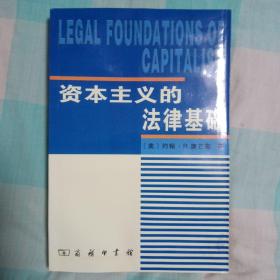 LEGAL FOUNDATIONS OF
CAPITALISM
资本主义的
法律基础
[美] 约翰·R·康芒斯 著
商务印书馆